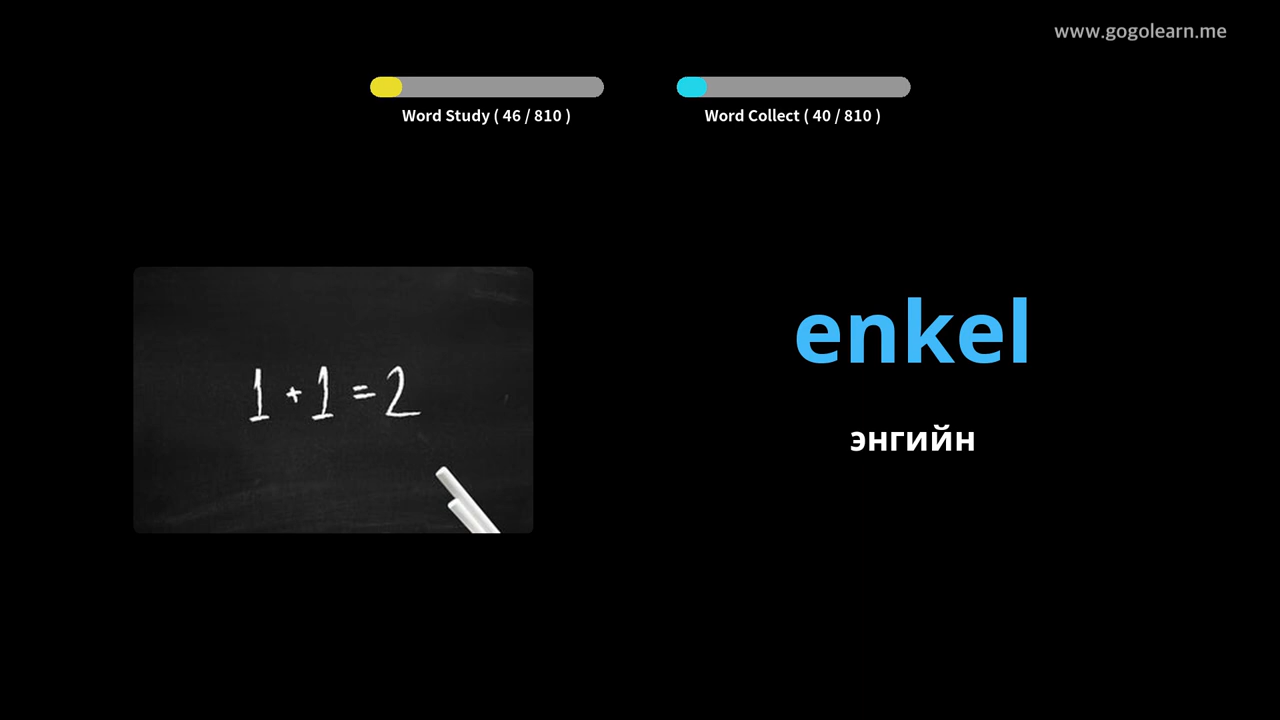 www.gogolearn.me
Word Study ( 46 / 810 )
Word Collect ( 40 / 810 )
1 + 1 = 2
enkel
энгийн